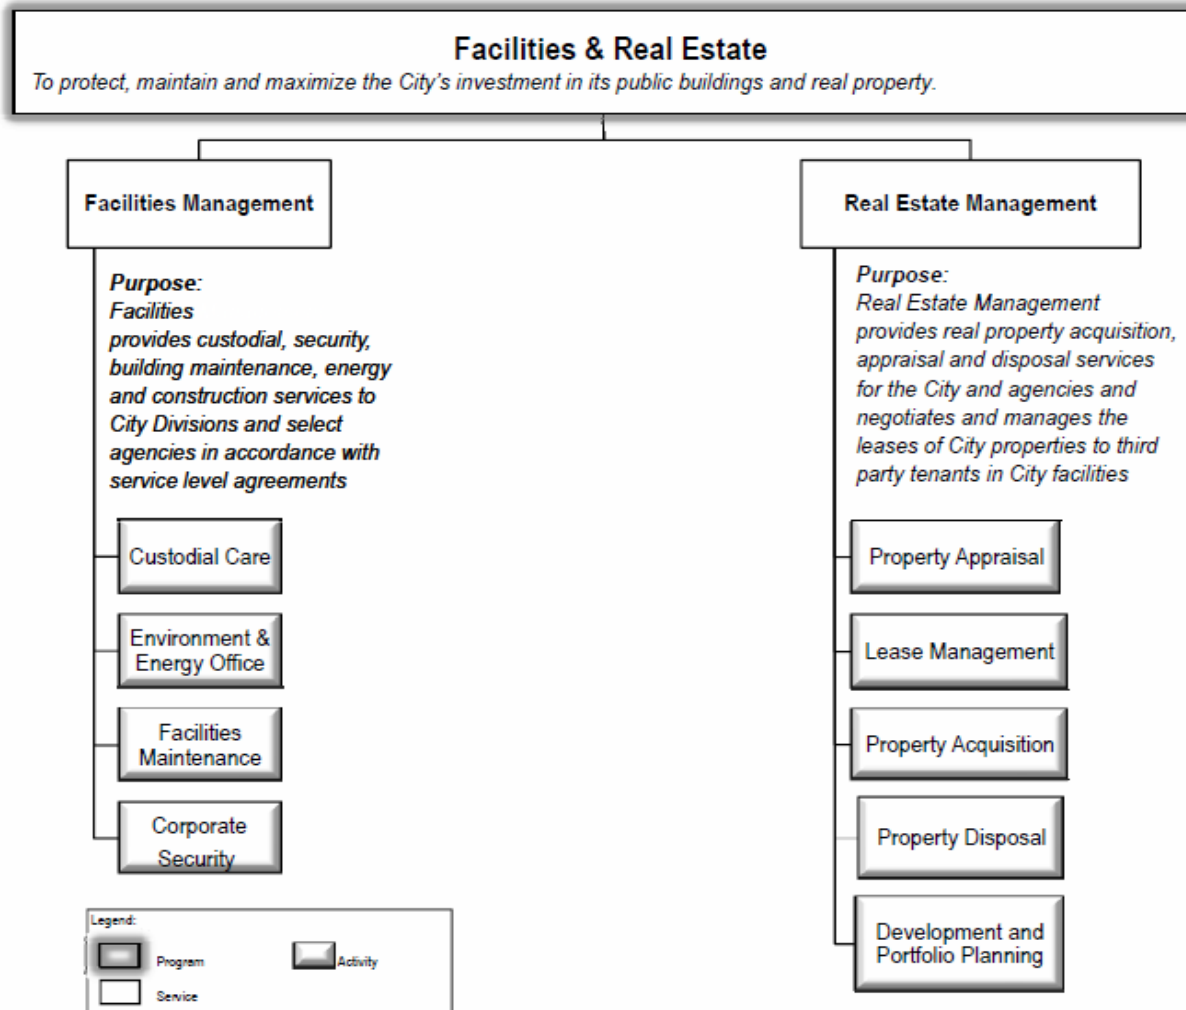 Facilities & Real Estate
To protect, maintain and maximize the City's investment in its public buildings and real property.
Facilities Management
Purpose:
Facilities
provides custodial, security,
building maintenance, energy
and construction services to
City Divisions and select
agencies in accordance with
service level agreements
Custodial Care
Environment &
Energy Office
Facilities
Maintenance
Corporate
Security
Real Estate Management
Purpose:
Real Estate Management
provides real property acquisition,
appraisal and disposal services
for the City and agencies and
negotiates and manages the
leases of City properties to third
party tenants in City facilities
Property Appraisal
Lease Management
Property Acquisition
Property Disposal
Development and
Portfolio Planning
Legend:
Program
Activity
Service